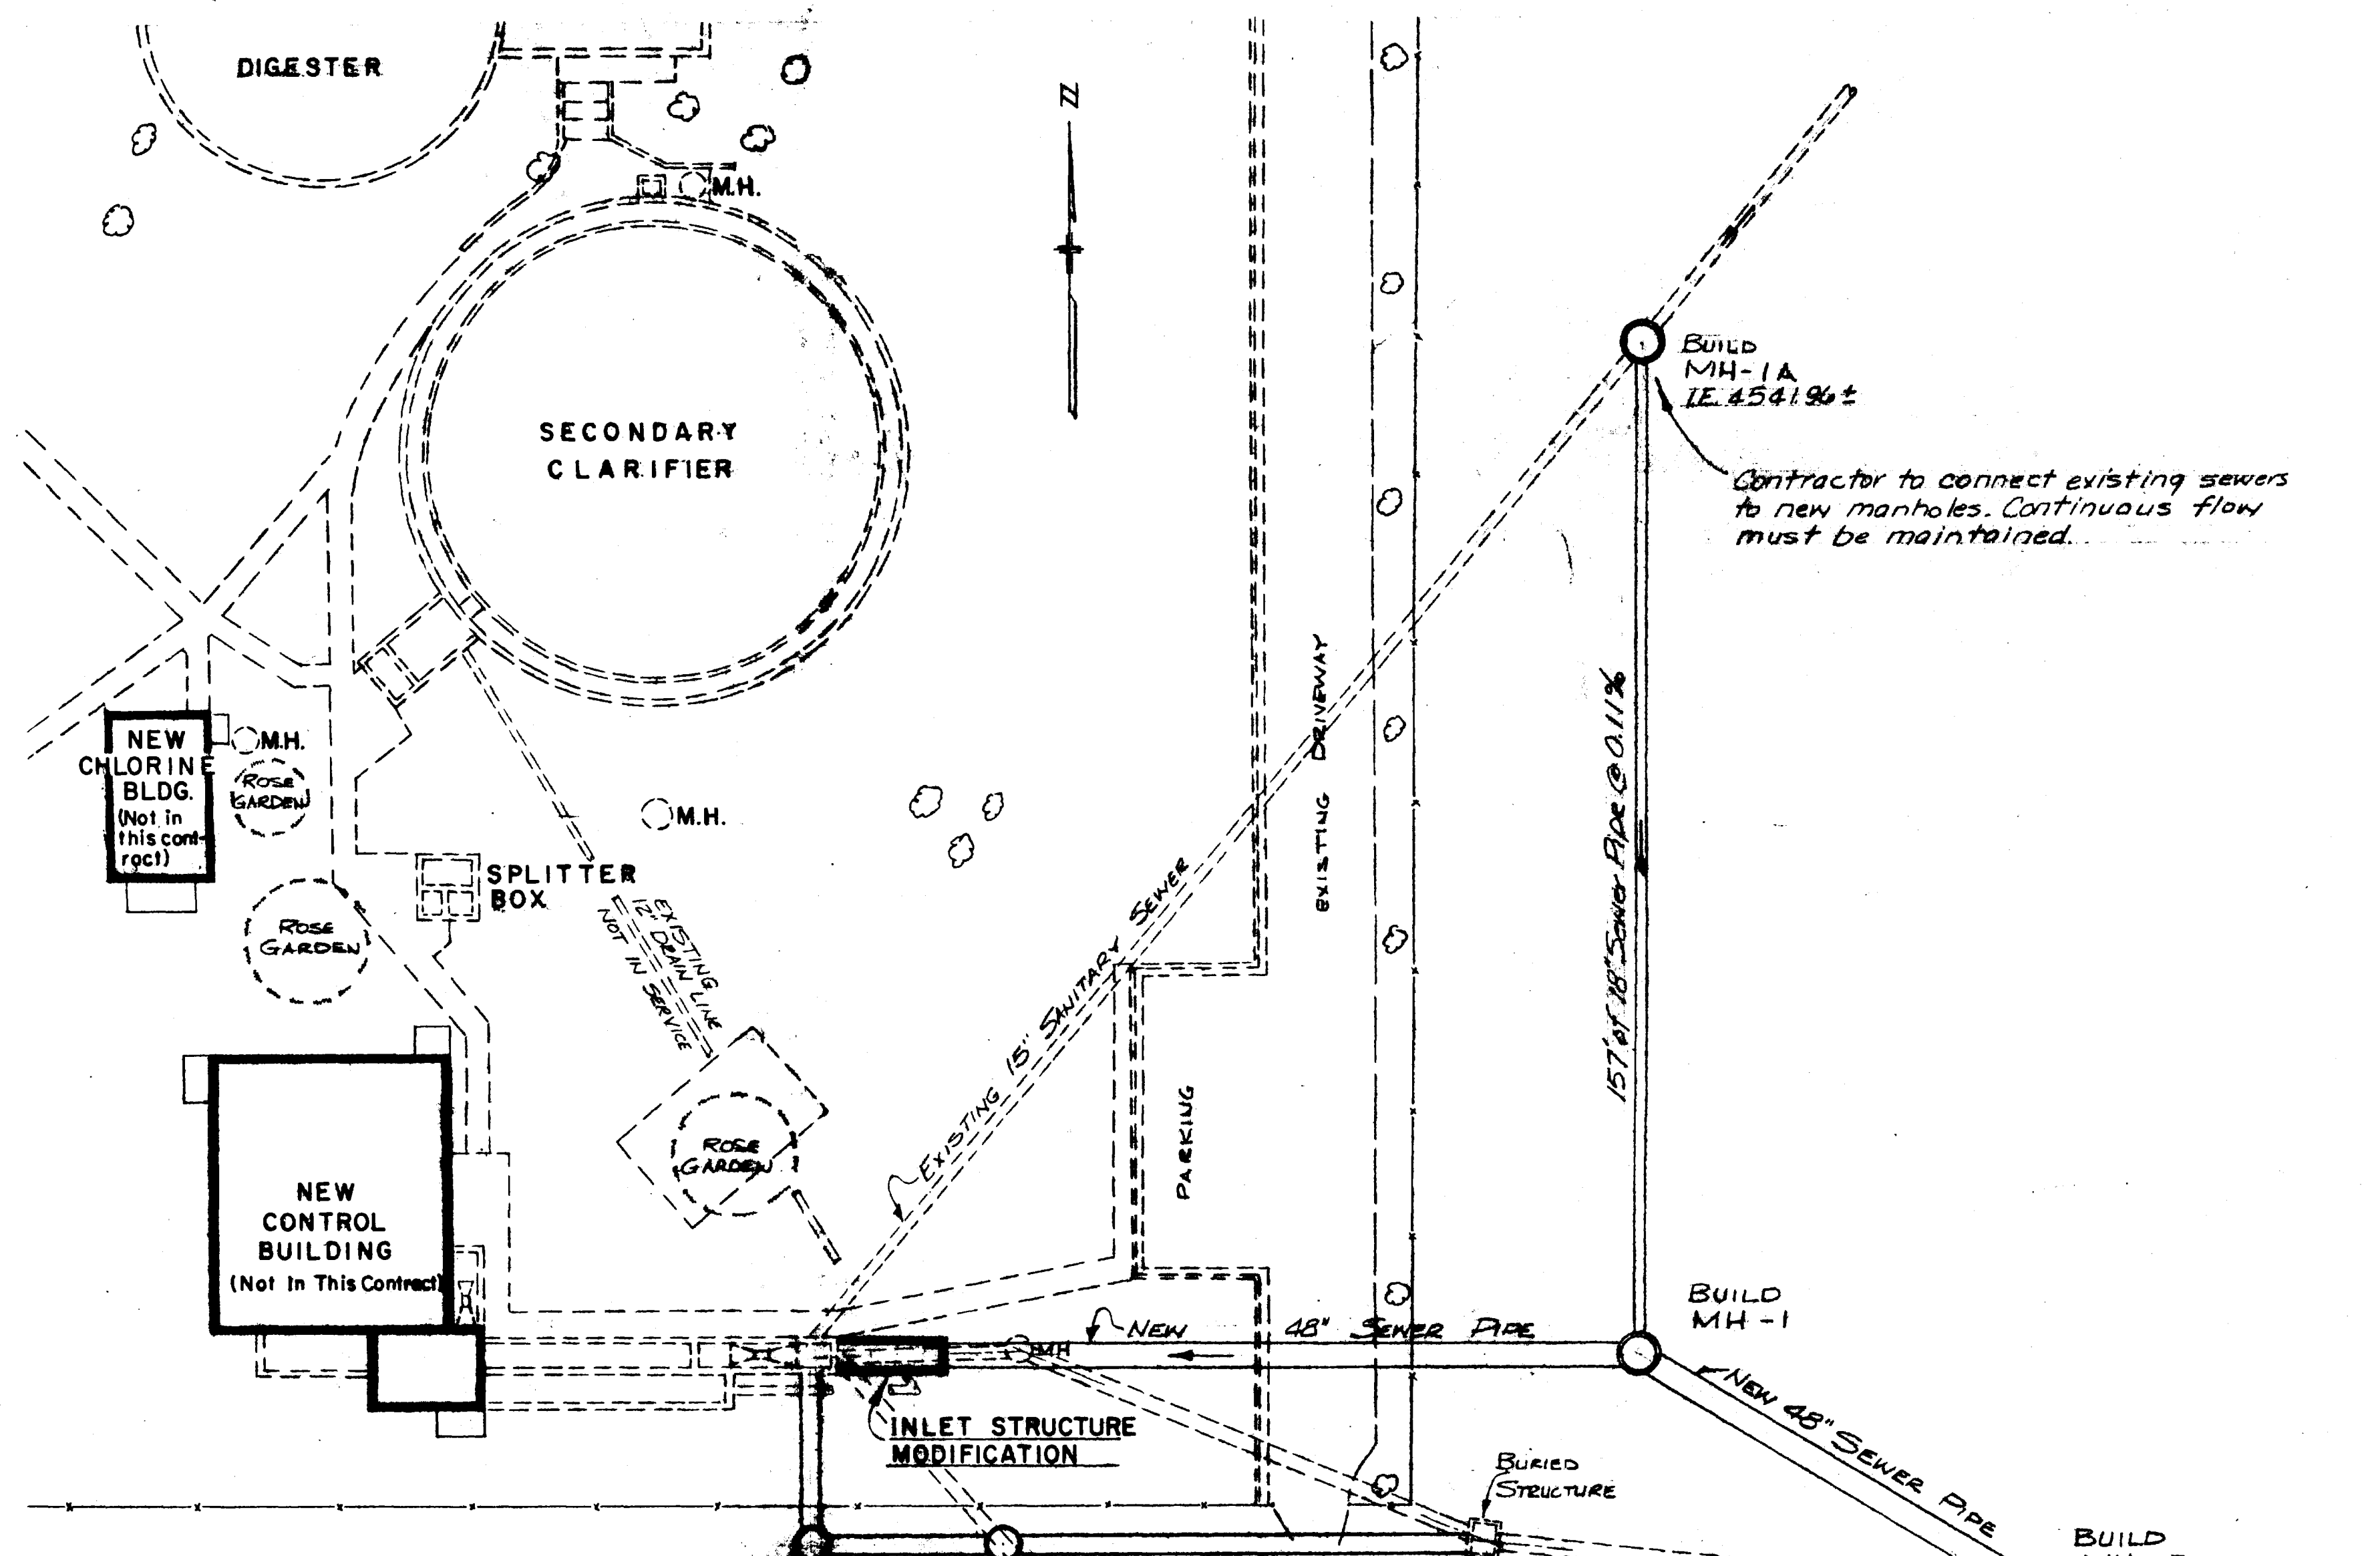 DIGESTER
N
M.H.
BUILD
MH-1A
I.E. 4541.96±
SECONDARY
CLARIFIER
Contractor to connect existing sewers
to new manholes. Continuous flow
must be maintained.
EXISTING DRIVEWAY
157' of 18" Sewer Pipe @ 0.11%
NEW
CHLORINE
BLDG.
(Not in
this cont-
ract)
M.H.
ROSE
GARDEN
M.H.
SPLITTER
BOX
ROSE
GARDEN
EXISTING
12" DRAIN LINE
NOT IN SERVICE
EXISTING 15" SANITARY SEWER
PARKING
ROSE
GARDEN
NEW
CONTROL
BUILDING
(Not In This Contract)
BUILD
MH-1
NEW 48" SEWER PIPE
MH
NEW 48" SEWER PIPE
INLET STRUCTURE
MODIFICATION
BURIED
STRUCTURE
BUILD